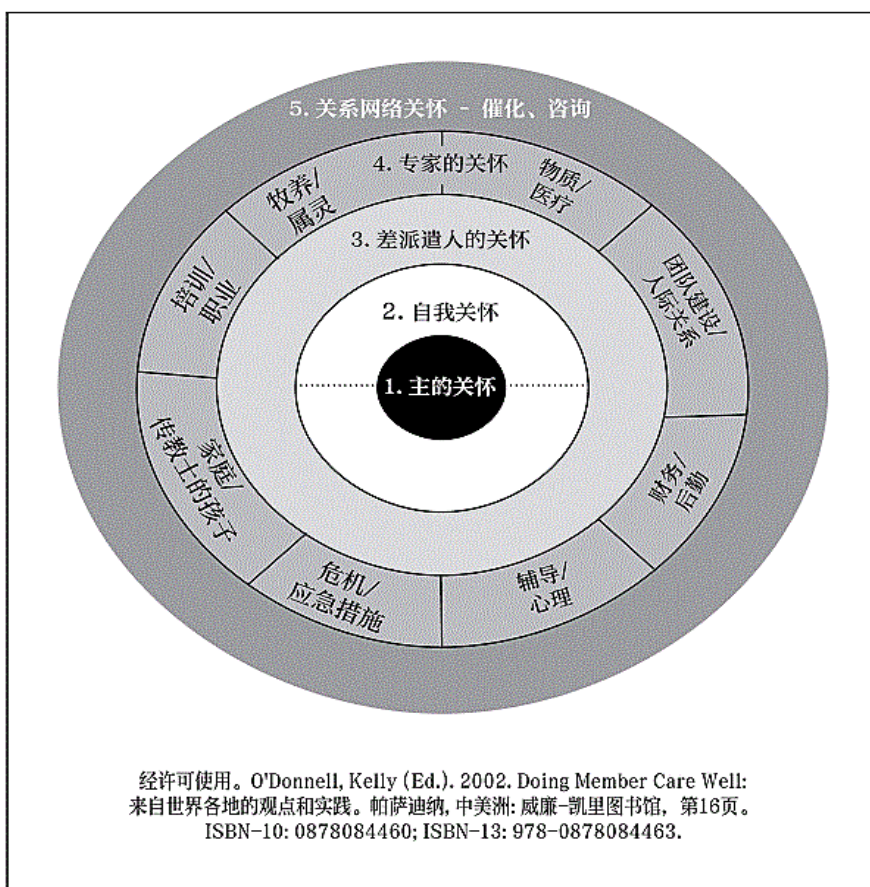 5. 关系网络关怀 - 催化、咨询
4. 专家的关怀
牧养/
属灵
物质/
医疗
3. 差派遣人的关怀
培训/
职业
团队建设/
人际关系
2. 自我关怀
1. 主的关怀
家庭/
传教士的孩子
财务/
后勤
危机/
应急措施
辅导/
心理
经许可使用。O'Donnell, Kelly (Ed.). 2002. Doing Member Care Well:
来自世界各地的观点和实践。帕萨迪纳, 中美洲: 威廉-凯里图书馆, 第16页。
ISBN-10: 0878084460; ISBN-13: 978-0878084463.